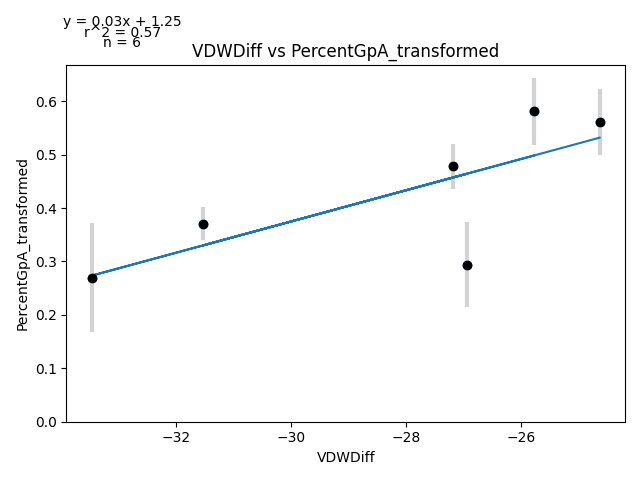 y = 0.03x + 1.25
r^2 = 0.57
n = 6
VDWDiff vs PercentGpA_transformed
PercentGpA_transformed
0.6
0.5
0.4
0.3
0.2
0.1
0.0
−32
−30
−28
−26
VDWDiff